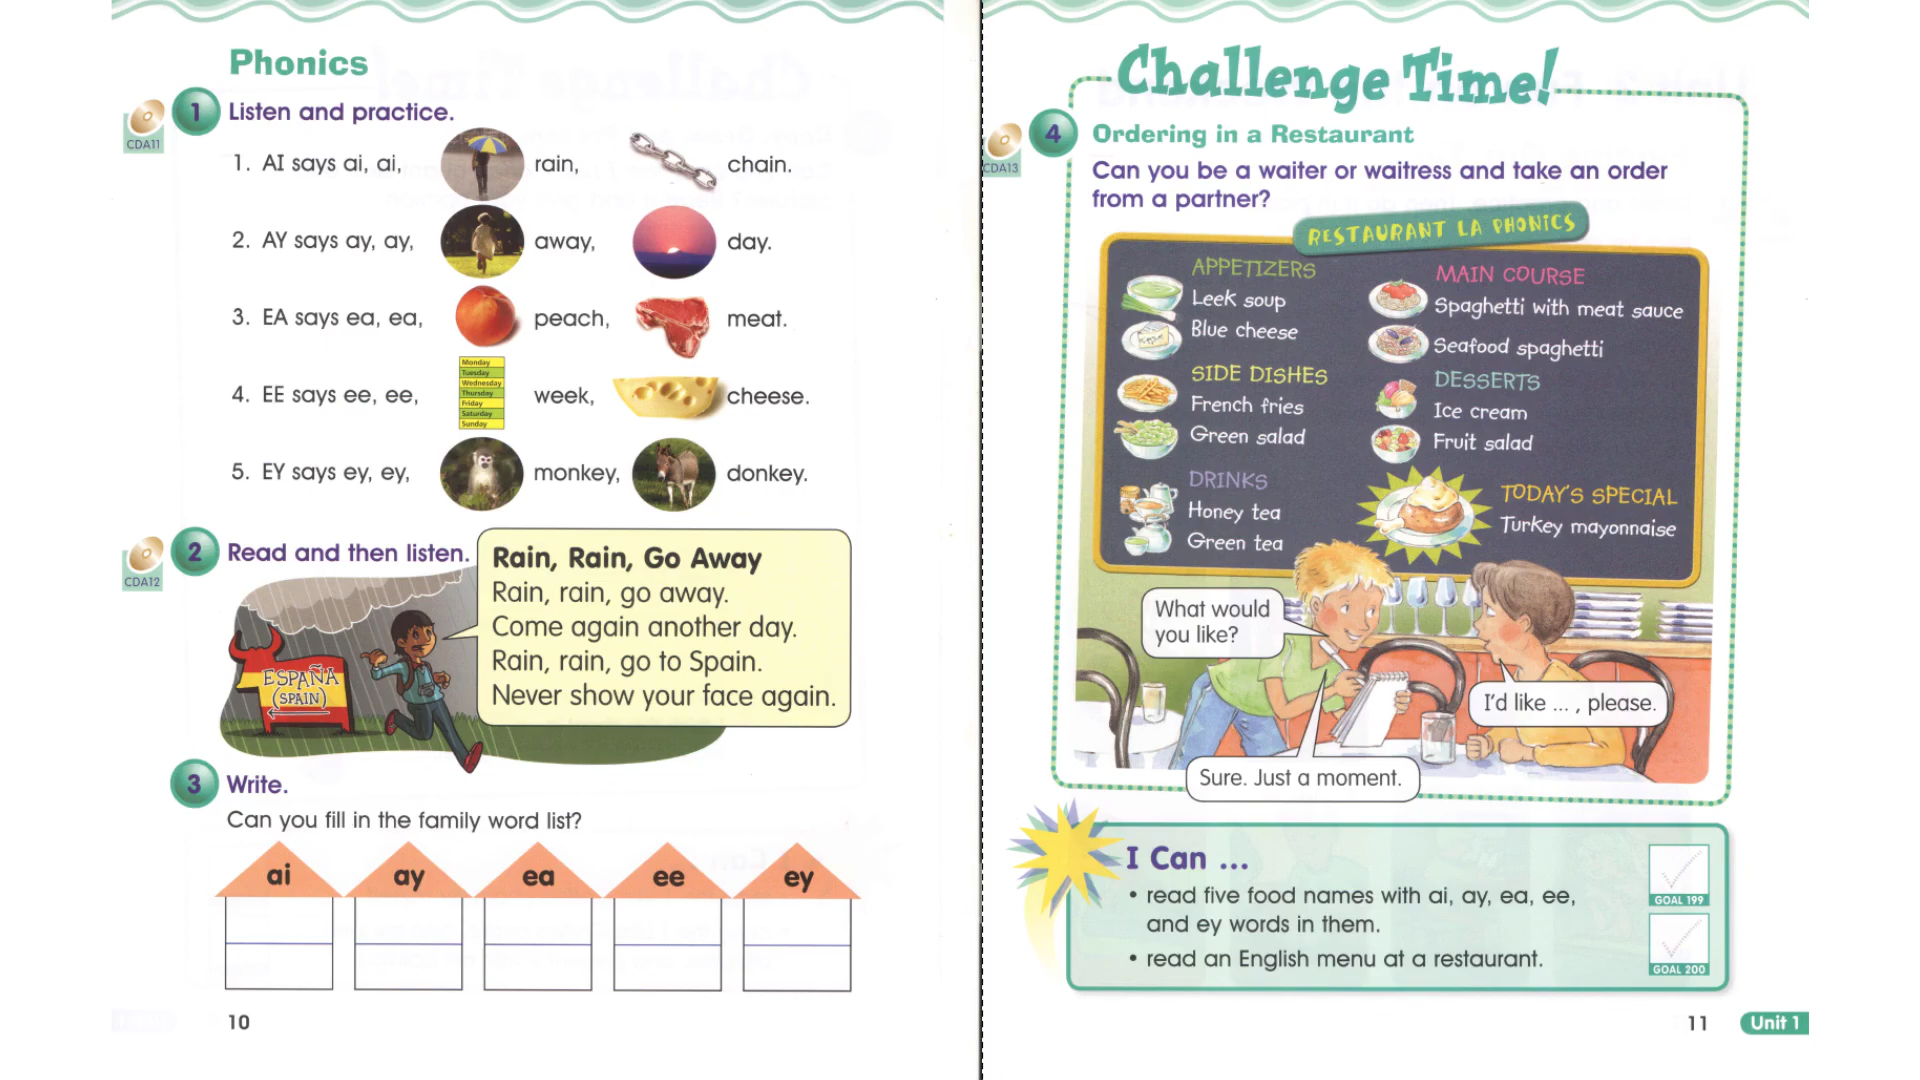 Phonics
1 Listen and practice.
CDA11
1. AI says ai, ai, rain, chain.
2. AY says ay, ay, away, day.
3. EA says ea, ea, peach, meat.
Monday
Tuesday
Wednesday
Thursday
Friday
Saturday
Sunday
4. EE says ee, ee, week, cheese.
5. EY says ey, ey, monkey, donkey.
2 Read and then listen.
CDA12
Rain, Rain, Go Away
Rain, rain, go away.
Come again another day.
Rain, rain, go to Spain.
Never show your face again.
ESPAÑA
(SPAIN)
3 Write.
Can you fill in the family word list?
ai ay ea ee ey
10
Challenge Time!
4 Ordering in a Restaurant
CDA13
Can you be a waiter or waitress and take an order
from a partner?
RESTAURANT LA PHONICS
APPETIZERS
Leek soup
Blue cheese
SIDE DISHES
French fries
Green salad
DRINKS
Honey tea
Green tea
MAIN COURSE
Spaghetti with meat sauce
Seafood spaghetti
DESSERTS
Ice cream
Fruit salad
TODAY'S SPECIAL
Turkey mayonnaise
What would
you like?
I'd like ... , please.
Sure. Just a moment.
I Can ...
• read five food names with ai, ay, ea, ee,
and ey words in them.
GOAL 199
• read an English menu at a restaurant.
GOAL 200
11
Unit 1